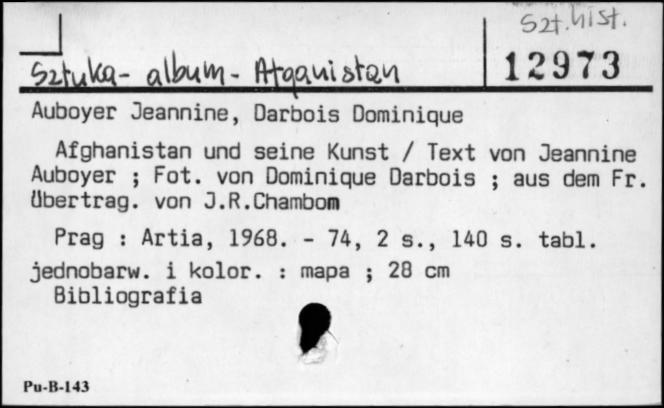 Szt. hist.
Sztuka - album - Afganistan
12973
Auboyer Jeannine, Darbois Dominique
Afghanistan und seine Kunst / Text von Jeannine
Auboyer ; Fot. von Dominique Darbois ; aus dem Fr.
Übertrag. von J.R.Chambom
Prag : Artia, 1968. - 74, 2 s., 140 s. tabl.
jednobarw. i kolor. : mapa ; 28 cm
Bibliografia
Pu-B-143